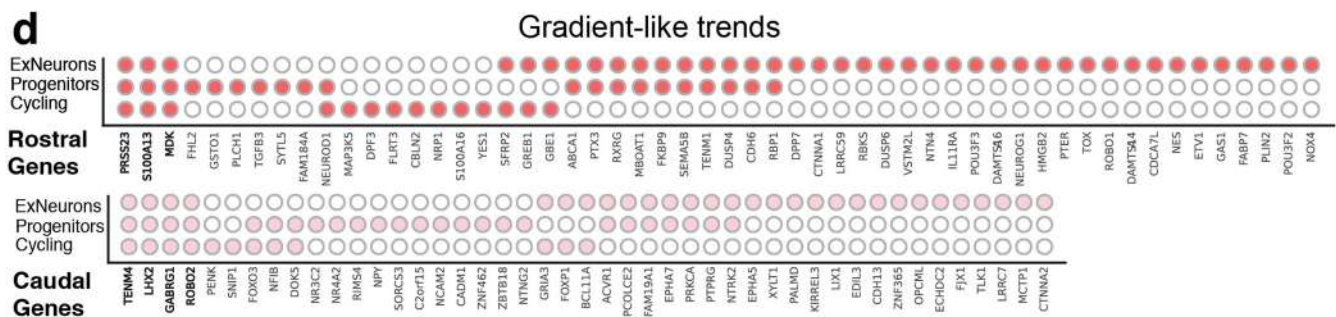 d
Gradient-like trends
ExNeurons
Progenitors
Cycling
Rostral
Genes
PRSS23
S100A13
MDK
FHL2
GSTO1
PLCH1
TGFB3
SYTL5
FAM184A
NEUROD1
MAP3K5
DPF3
FLRT3
CBLN2
NRP1
S100A16
YES1
SFRP2
GREB1
GBE1
ABCA1
PTX3
RXRG
MBOAT1
FKBP9
SEMA5B
TENM1
DUSP4
CDH6
RBP1
DPP7
CTNNA1
LRRC59
RBKS
DUSP6
VSTM2L
NTN4
IL11RA
POU3F3
DAMTSA16
NEUROG1
HMGB2
PTER
TOX
ROBO1
DAMTSA4
CDCA7L
NES
ETV1
GAS1
FABP7
PLIN2
POU3F2
NOX4
ExNeurons
Progenitors
Cycling
Caudal
Genes
TENM4
LHX2
GABRG1
ROBO2
PENK
SNIP1
FOXO3
NFIB
DOK5
NR3C2
NR4A2
RIMS4
NPY
SORCS3
C2orf15
NCAM2
CADM1
ZNF462
ZBTB18
NTNG2
GRIA3
FOXP1
BCL11A
ACVR1
PCOLCE2
FAM19A1
EPHA7
PRKCA
PTPRG
NTRK2
EPHA5
XYLT1
PALMD
KIRREL3
LIX1
EDIL3
CDH13
ZNF365
OPCML
ECHDC2
FJX1
TLK1
LRRC7
MCTP1
CTNNA2